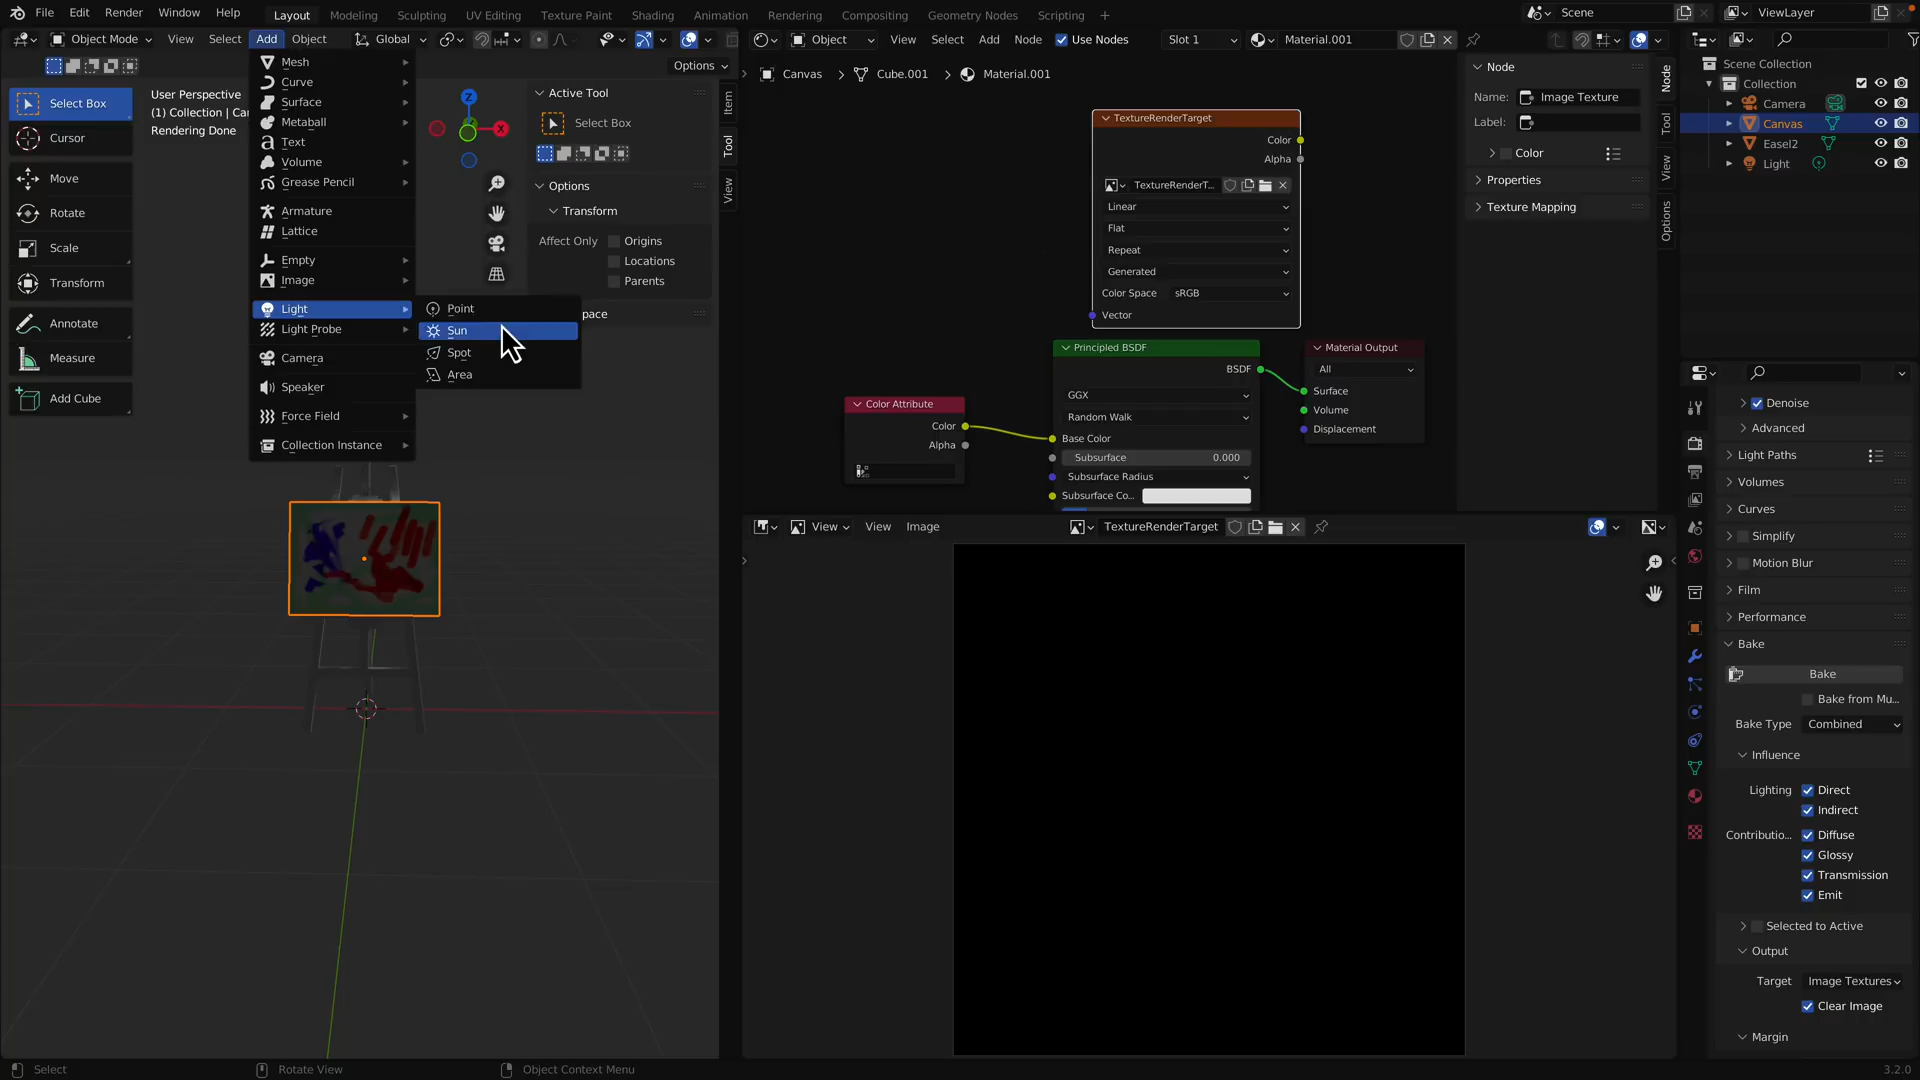 File Edit Render Window Help Layout Modeling Sculpting UV Editing Texture Paint Shading Animation Rendering Compositing Geometry Nodes Scripting + Scene ViewLayer
Object Mode View Select Add Object Global
Object View Select Add Node Use Nodes Slot 1 Material.001
Options
Select Box
Cursor
Move
Rotate
Scale
Transform
Annotate
Measure
Add Cube
User Perspective
(1) Collection | Car
Rendering Done
Mesh
Curve
Surface
Metaball
Text
Volume
Grease Pencil
Armature
Lattice
Empty
Image
Light
Light Probe
Camera
Speaker
Force Field
Collection Instance
Point
Sun
Spot
Area
Z
X
Active Tool
Select Box
Options
Transform
Affect Only Origins
Locations
Parents
pace
Item
Tool
View
Canvas > Cube.001 > Material.001
TextureRenderTarget
Color
Alpha
TextureRenderT...
Linear
Flat
Repeat
Generated
Color Space sRGB
Vector
Color Attribute
Color
Alpha
Principled BSDF
BSDF
GGX
Random Walk
Base Color
Subsurface 0.000
Subsurface Radius
Subsurface Co...
Material Output
All
Surface
Volume
Displacement
Node
Name: Image Texture
Label:
Color
Properties
Texture Mapping
Node
Tool
View
Options
View View Image TextureRenderTarget
Scene Collection
Collection
Camera
Canvas
Easel2
Light
Denoise
Advanced
Light Paths
Volumes
Curves
Simplify
Motion Blur
Film
Performance
Bake
Bake
Bake from Mu...
Bake Type Combined
Influence
Lighting Direct
Indirect
Contributio... Diffuse
Glossy
Transmission
Emit
Selected to Active
Output
Target Image Textures
Clear Image
Margin
Select Rotate View Object Context Menu 3.2.0